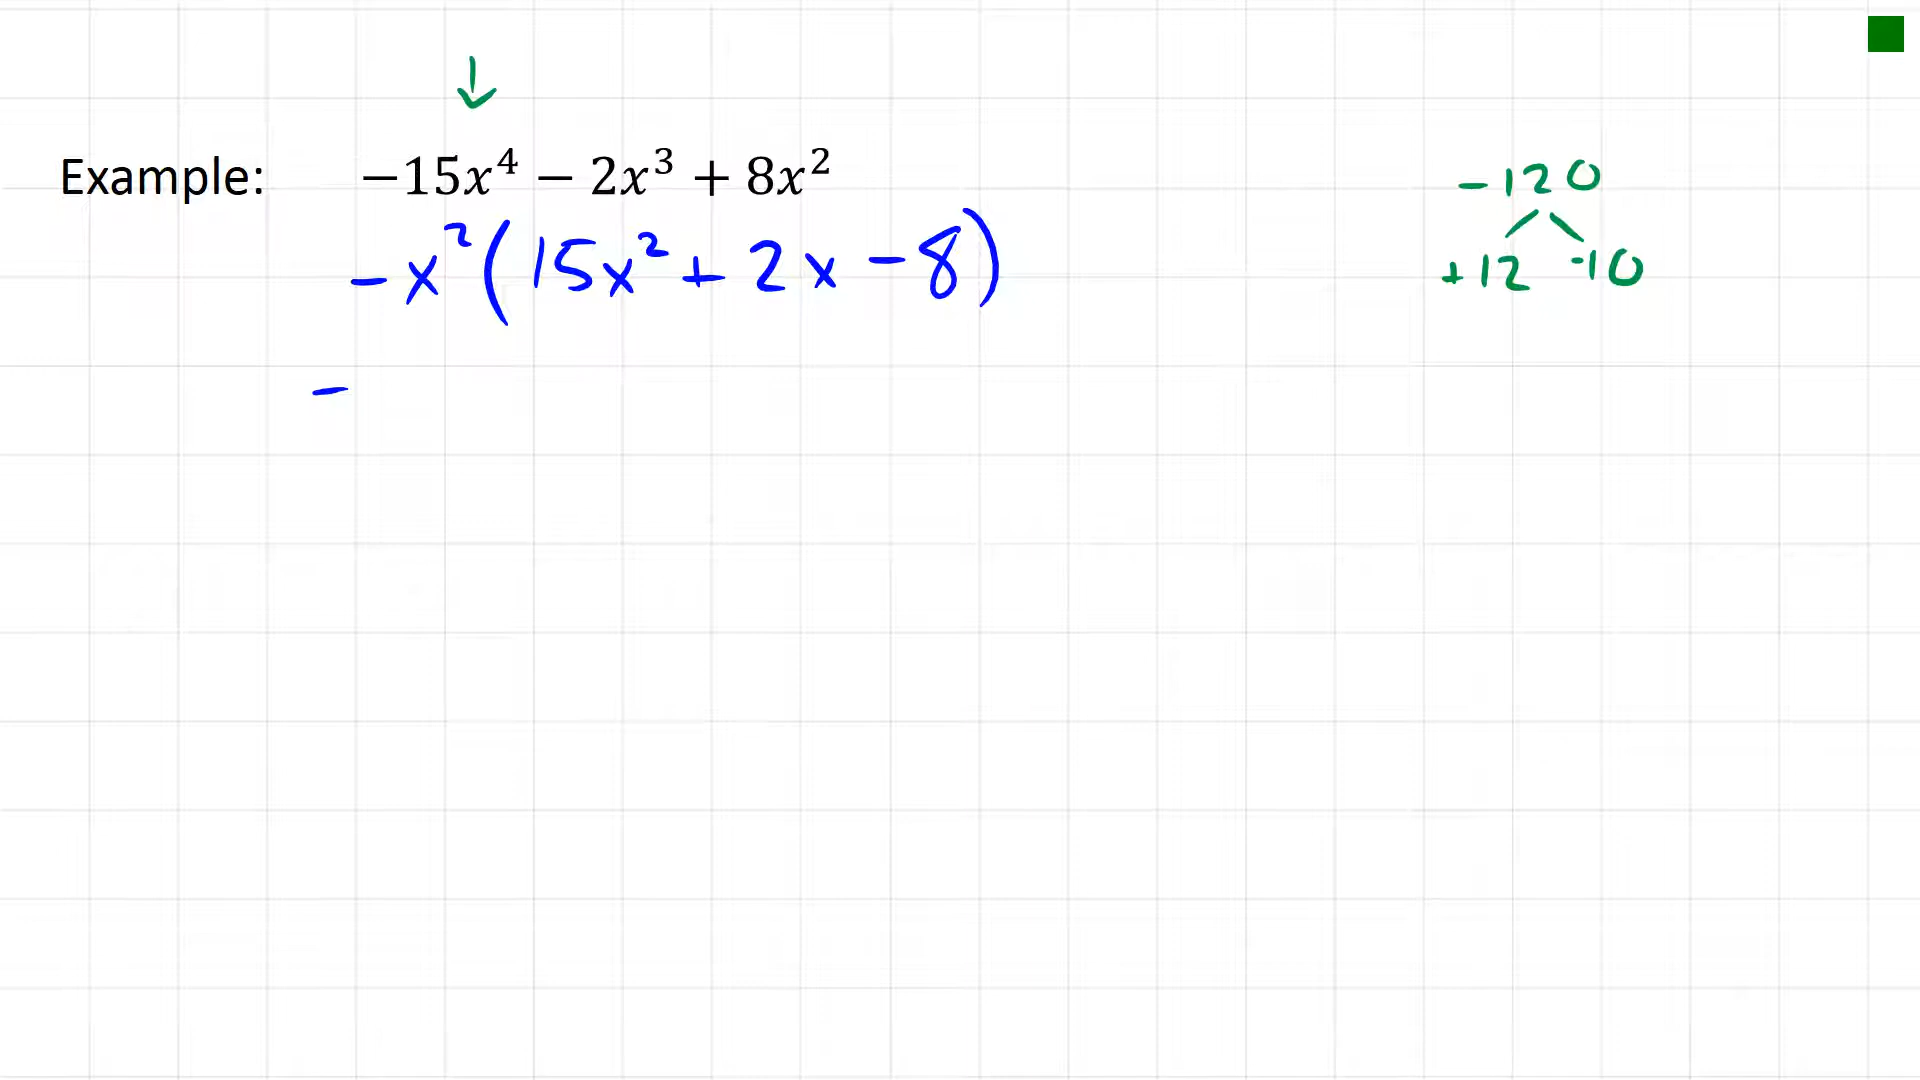 Example: −15x⁴ − 2x³ + 8x²
-x²(15x² + 2x - 8)
-
-120
+12 -10